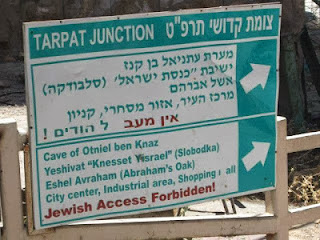 צומת קדושי תרפ"ט
TARPAT JUNCTION
מערת עתניאל בן קנז
ישיבת "כנסת ישראל" (סלבודקה)
אשל אברהם
מרכז העיר, אזור מסחרי, קניון
אין מעבר ליהודים !
Cave of Otniel ben Knaz
Yeshivat "Knesset Yisrael" (Slobodka)
Eshel Avraham (Abraham's Oak)
City center, Industrial area, Shopping
Jewish Access Forbidden!